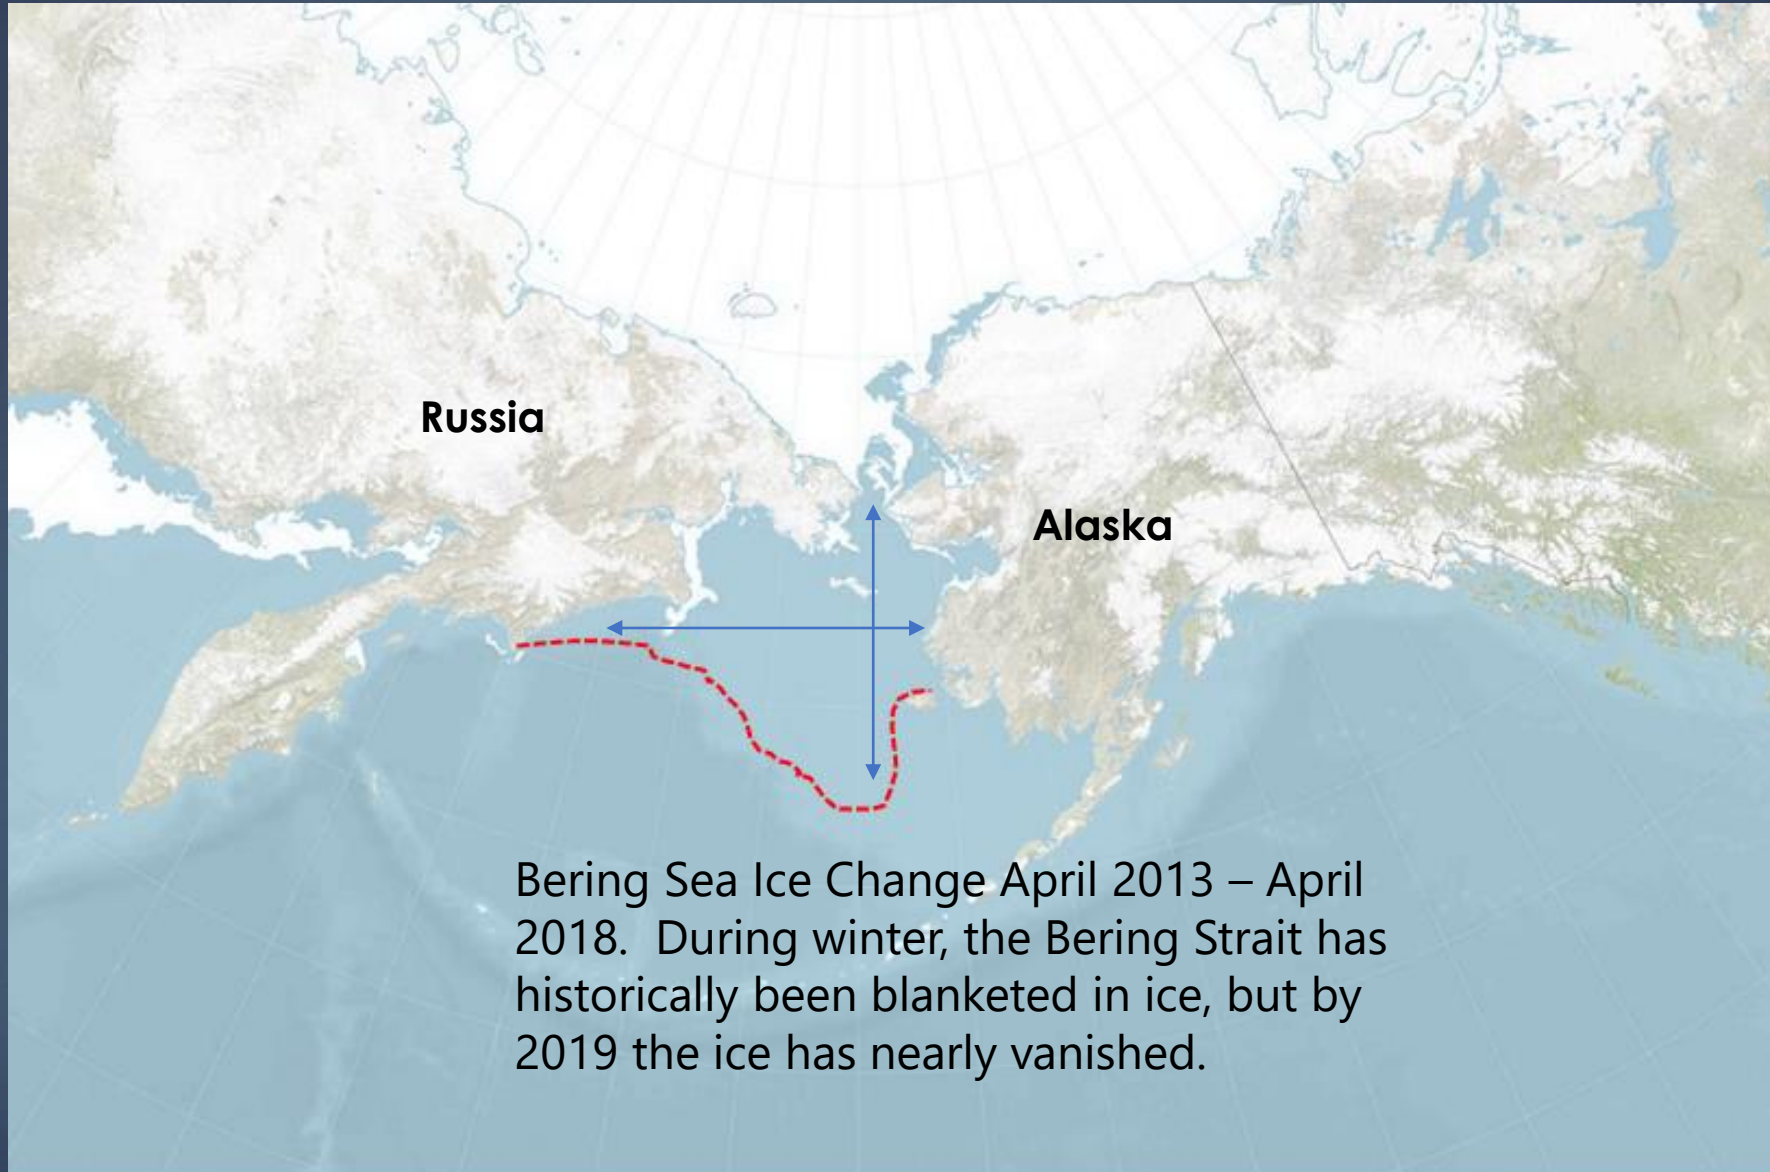 Russia
Alaska
Bering Sea Ice Change April 2013 – April
2018.  During winter, the Bering Strait has
historically been blanketed in ice, but by
2019 the ice has nearly vanished.